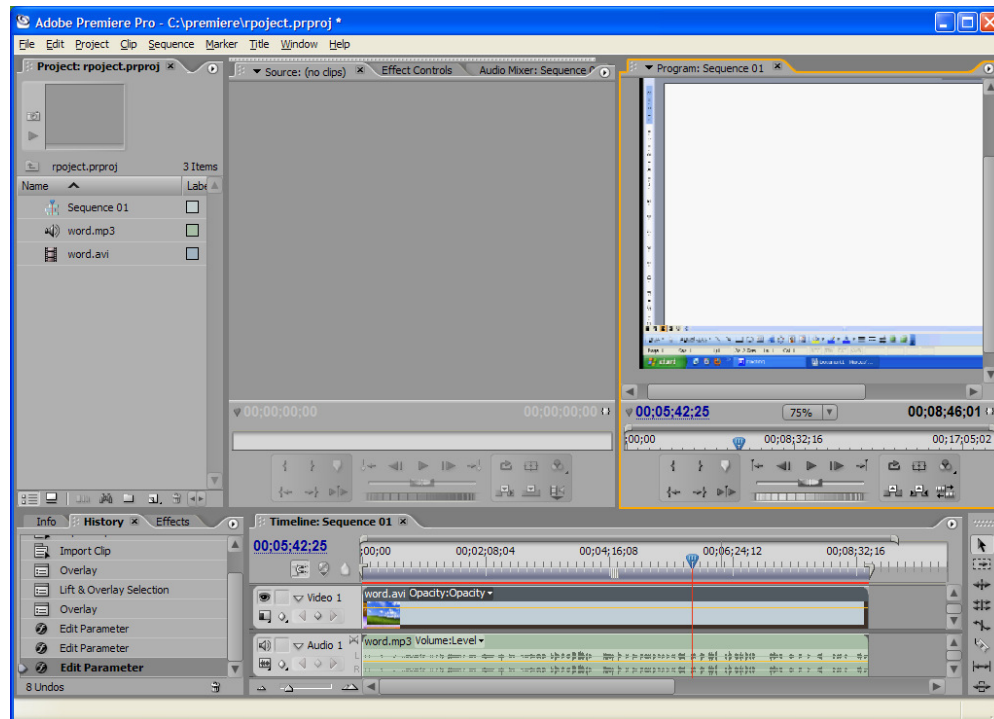 Adobe Premiere Pro - C:\premiere\rpoject.prproj *
File Edit Project Clip Sequence Marker Title Window Help
Project: rpoject.prproj
rpoject.prproj 3 Items
Name Labe
Sequence 01
word.mp3
word.avi
Source: (no clips) Effect Controls Audio Mixer: Sequence
00;00;00;00 00;00;00;00
Program: Sequence 01
start
00;05;42;25 75% 00;08;46;01
;00;00 00;08;32;16 00;17;05;02
Info History Effects
Import Clip
Overlay
Lift & Overlay Selection
Overlay
Edit Parameter
Edit Parameter
Edit Parameter
8 Undos
Timeline: Sequence 01
00;05;42;25 ;00;00 00;02;08;04 00;04;16;08 00;06;24;12 00;08;32;16
Video 1 word.avi Opacity:Opacity
Audio 1 word.mp3 Volume:Level
L
R